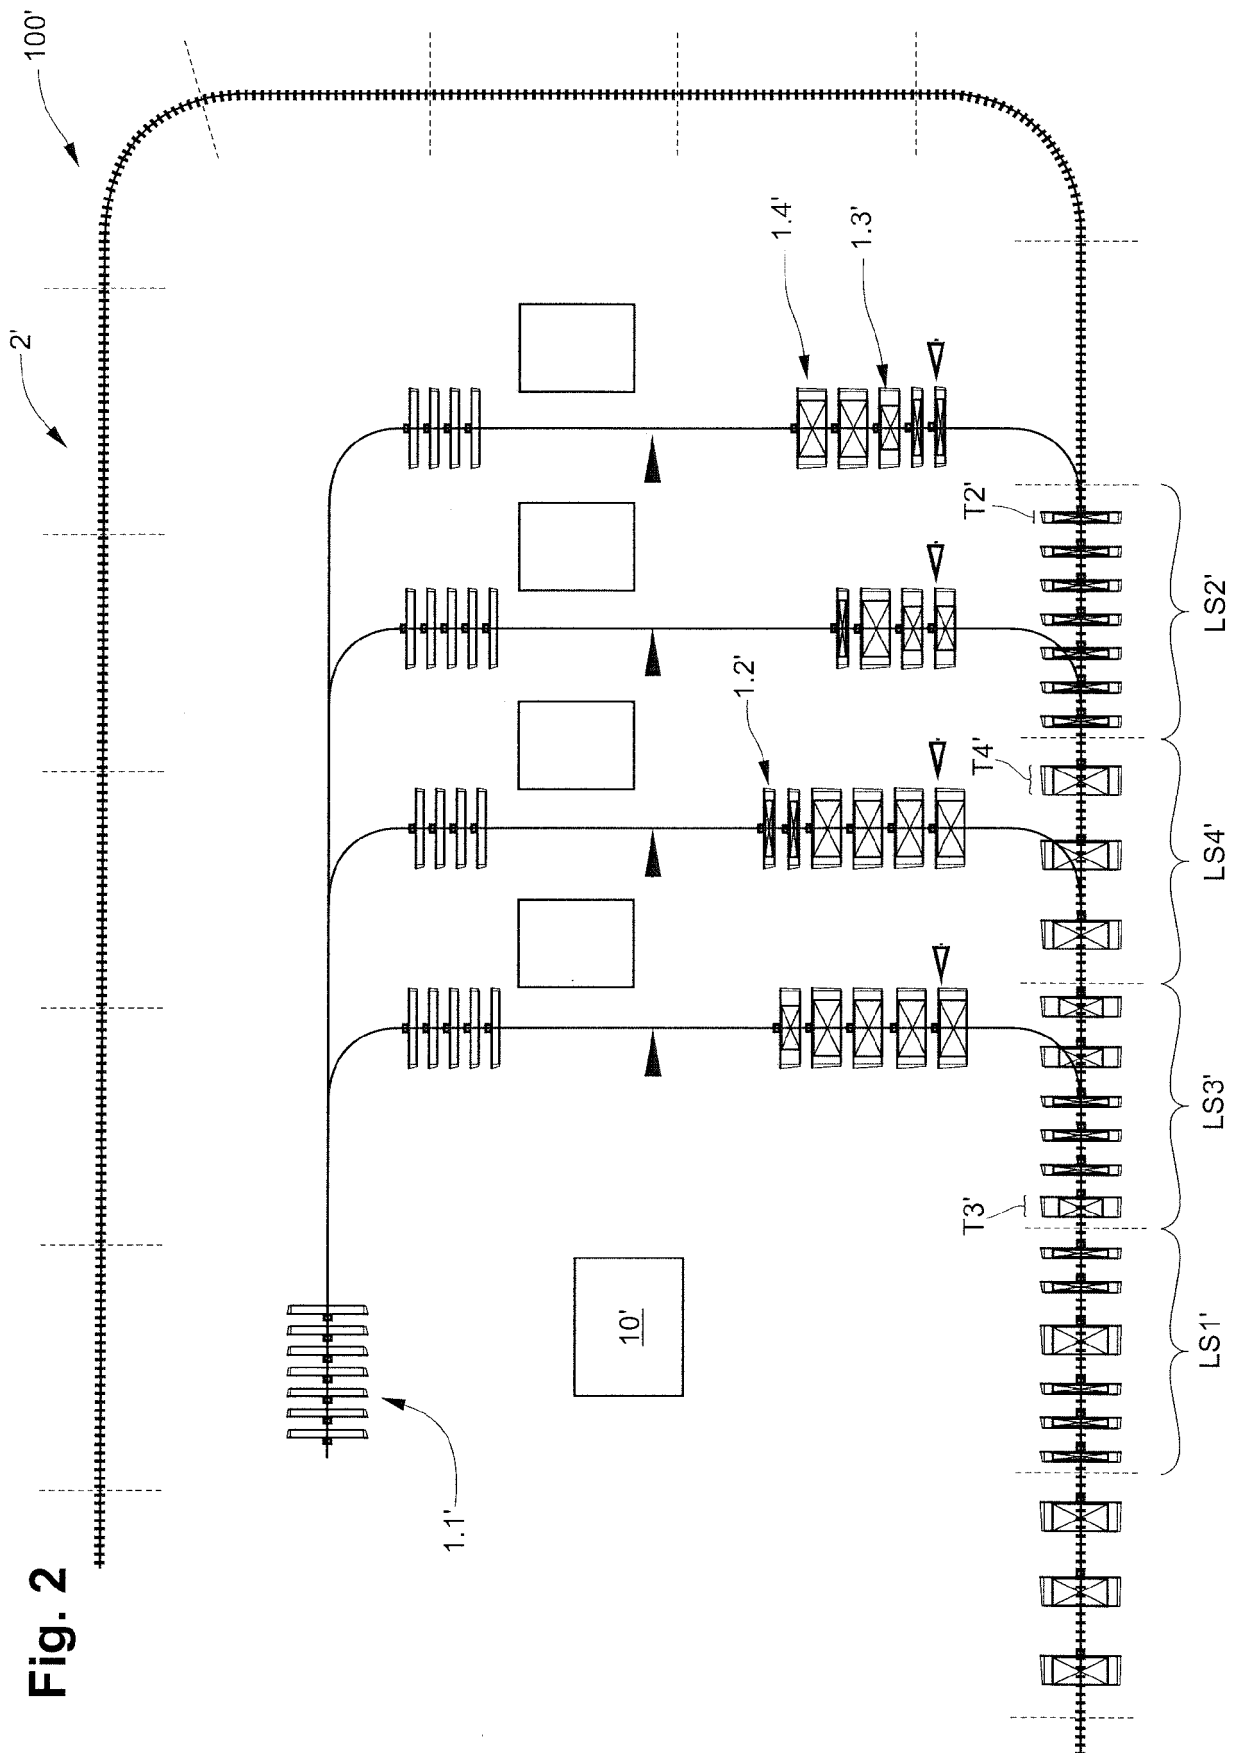 Fig. 2
100'
2'
1.1'
10'
1.2'
1.4'
1.3'
T3'
T4'
T2'
LS1'
LS3'
LS4'
LS2'